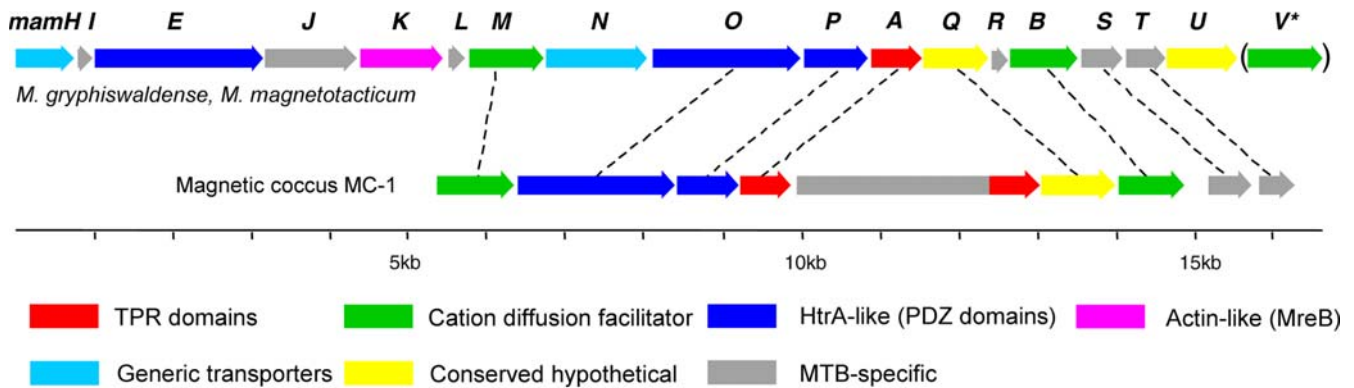 mamH I E J K L M N O P A Q R B S T U V*
( )
M. gryphiswaldense, M. magnetotacticum
Magnetic coccus MC-1
5kb 10kb 15kb
TPR domains Cation diffusion facilitator HtrA-like (PDZ domains) Actin-like (MreB)
Generic transporters Conserved hypothetical MTB-specific